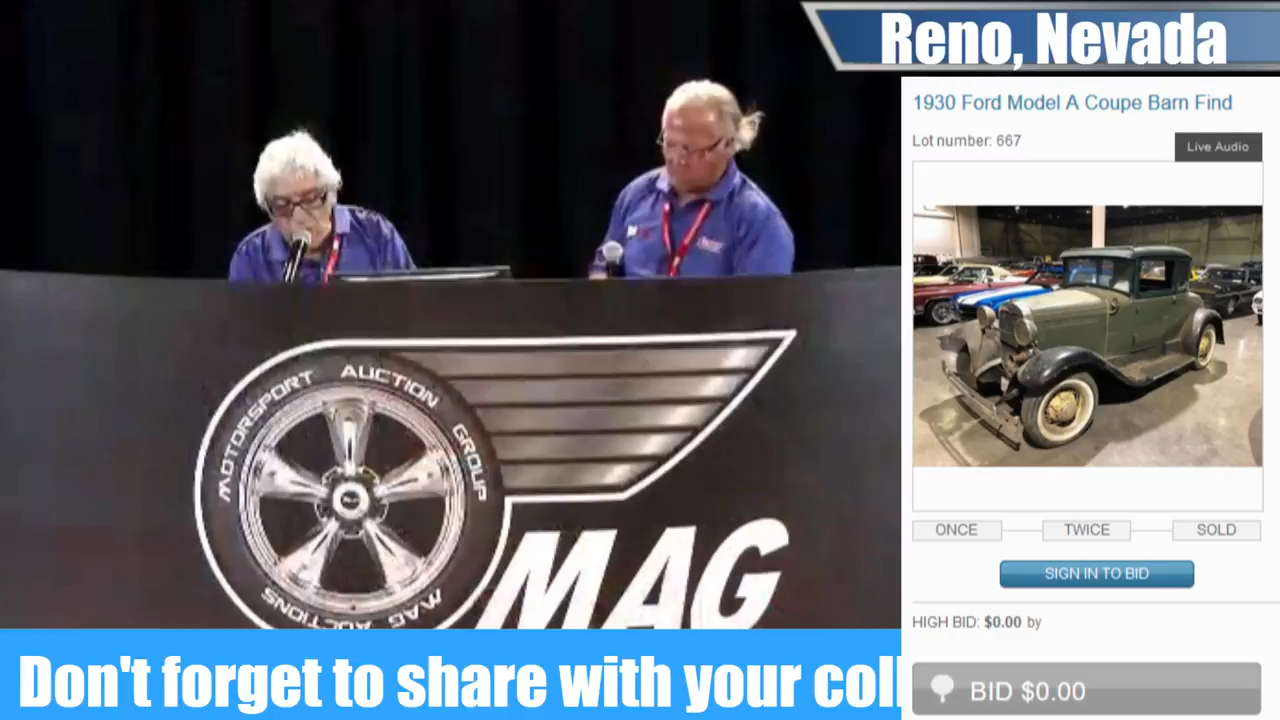 Reno, Nevada
1930 Ford Model A Coupe Barn Find
Lot number: 667
Live Audio
ONCE
TWICE
SOLD
SIGN IN TO BID
HIGH BID: $0.00 by
BID $0.00
MOTORSPORT AUCTION GROUP
MAG AUCTIONS
MAG
Don't forget to share with your coll